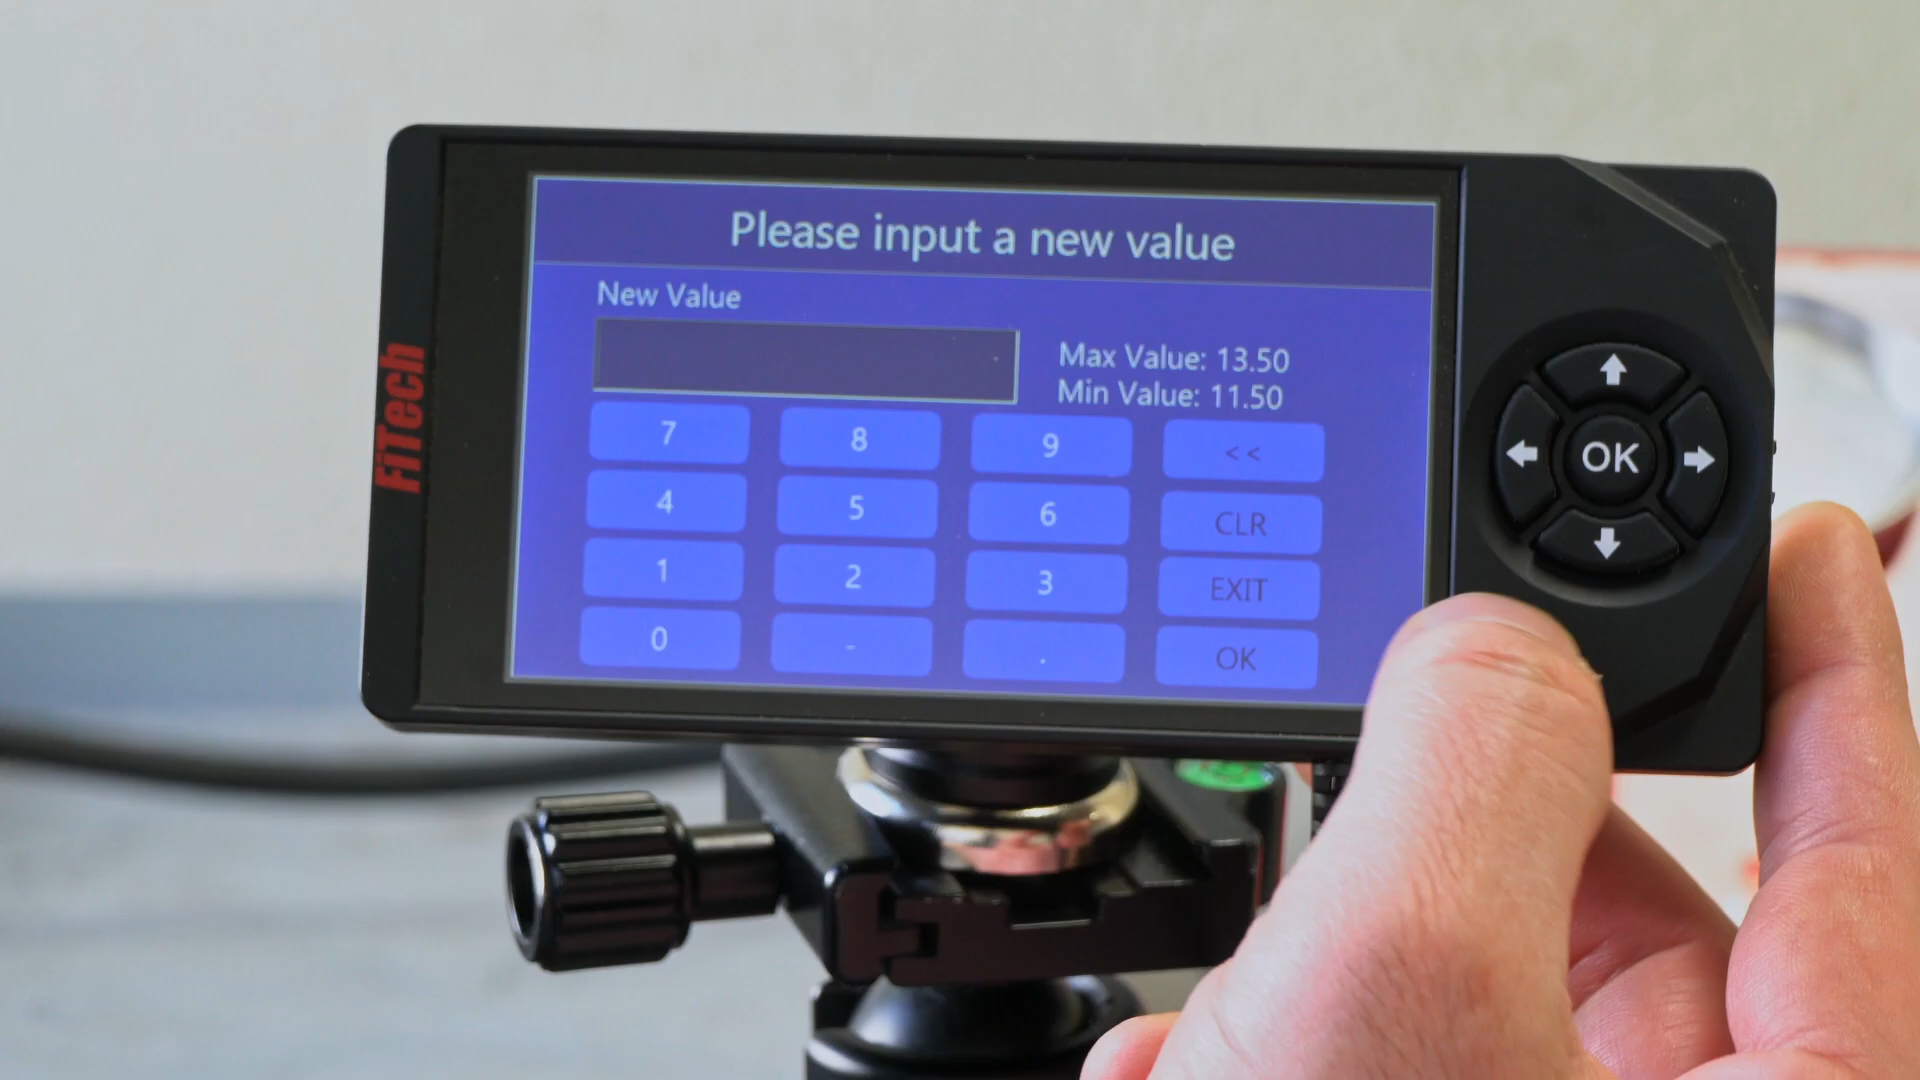 Please input a new value
New Value
Max Value: 13.50
Min Value: 11.50
7 8 9 <<
4 5 6 CLR
1 2 3 EXIT
0 - . OK
FiTech
OK